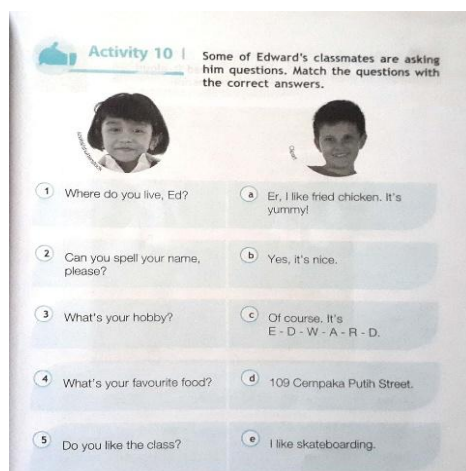 Activity 10
Some of Edward's classmates are asking
him questions. Match the questions with
the correct answers.
1 Where do you live, Ed?
a Er, I like fried chicken. It's
yummy!
2 Can you spell your name,
please?
b Yes, it's nice.
3 What's your hobby?
c Of course. It's
E - D - W - A - R - D.
4 What's your favourite food?
d 109 Cempaka Putih Street.
5 Do you like the class?
e I like skateboarding.